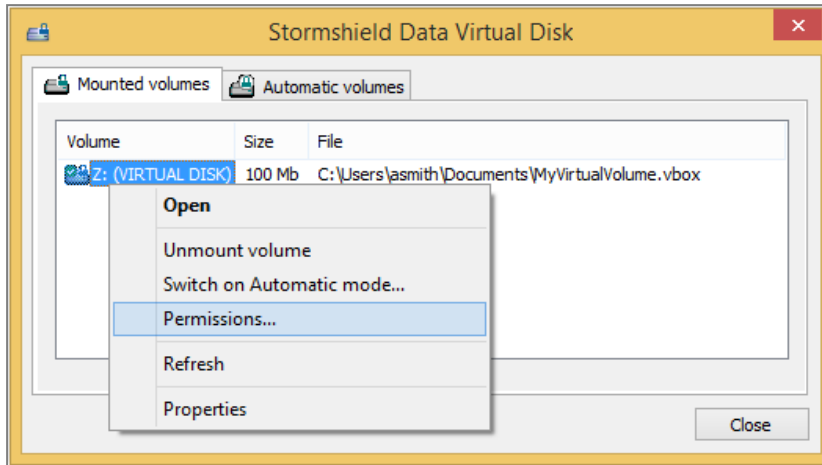 Stormshield Data Virtual Disk
Mounted volumes Automatic volumes
Volume Size File
Z: (VIRTUAL DISK) 100 Mb C:\Users\asmith\Documents\MyVirtualVolume.vbox
Open
Unmount volume
Switch on Automatic mode...
Permissions...
Refresh
Properties
Close